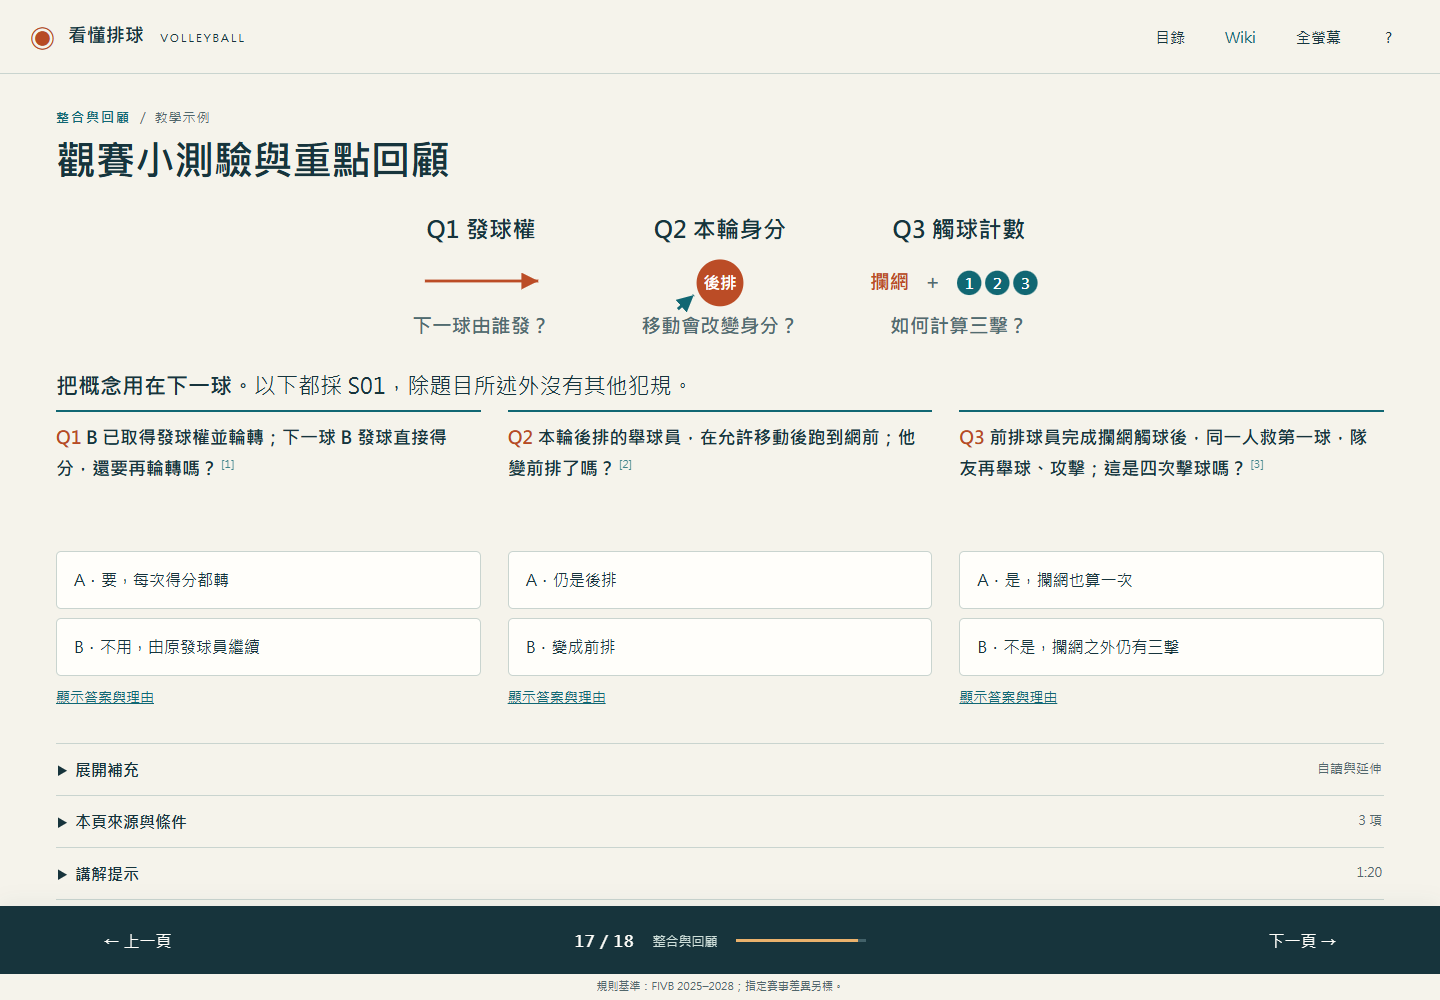 看懂排球 VOLLEYBALL
目錄 Wiki 全螢幕 ?
整合與回顧 / 教學示例
觀賽小測驗與重點回顧
Q1 發球權
下一球由誰發？
Q2 本輪身分
後排
移動會改變身分？
Q3 觸球計數
攔網 + 1 2 3
如何計算三擊？
把概念用在下一球。以下都採 S01，除題目所述外沒有其他犯規。
Q1 B 已取得發球權並輪轉；下一球 B 發球直接得
分，還要再輪轉嗎？ [1]
A · 要，每次得分都轉
B · 不用，由原發球員繼續
顯示答案與理由
Q2 本輪後排的舉球員，在允許移動後跑到網前；他
變前排了嗎？ [2]
A · 仍是後排
B · 變成前排
顯示答案與理由
Q3 前排球員完成攔網觸球後，同一人救第一球，隊
友再舉球、攻擊；這是四次擊球嗎？ [3]
A · 是，攔網也算一次
B · 不是，攔網之外仍有三擊
顯示答案與理由
▶ 展開補充 自讀與延伸
▶ 本頁來源與條件 3 項
▶ 講解提示 1:20
← 上一頁 17 / 18 整合與回顧 下一頁 →
規則基準：FIVB 2025–2028；指定賽事差異另標。